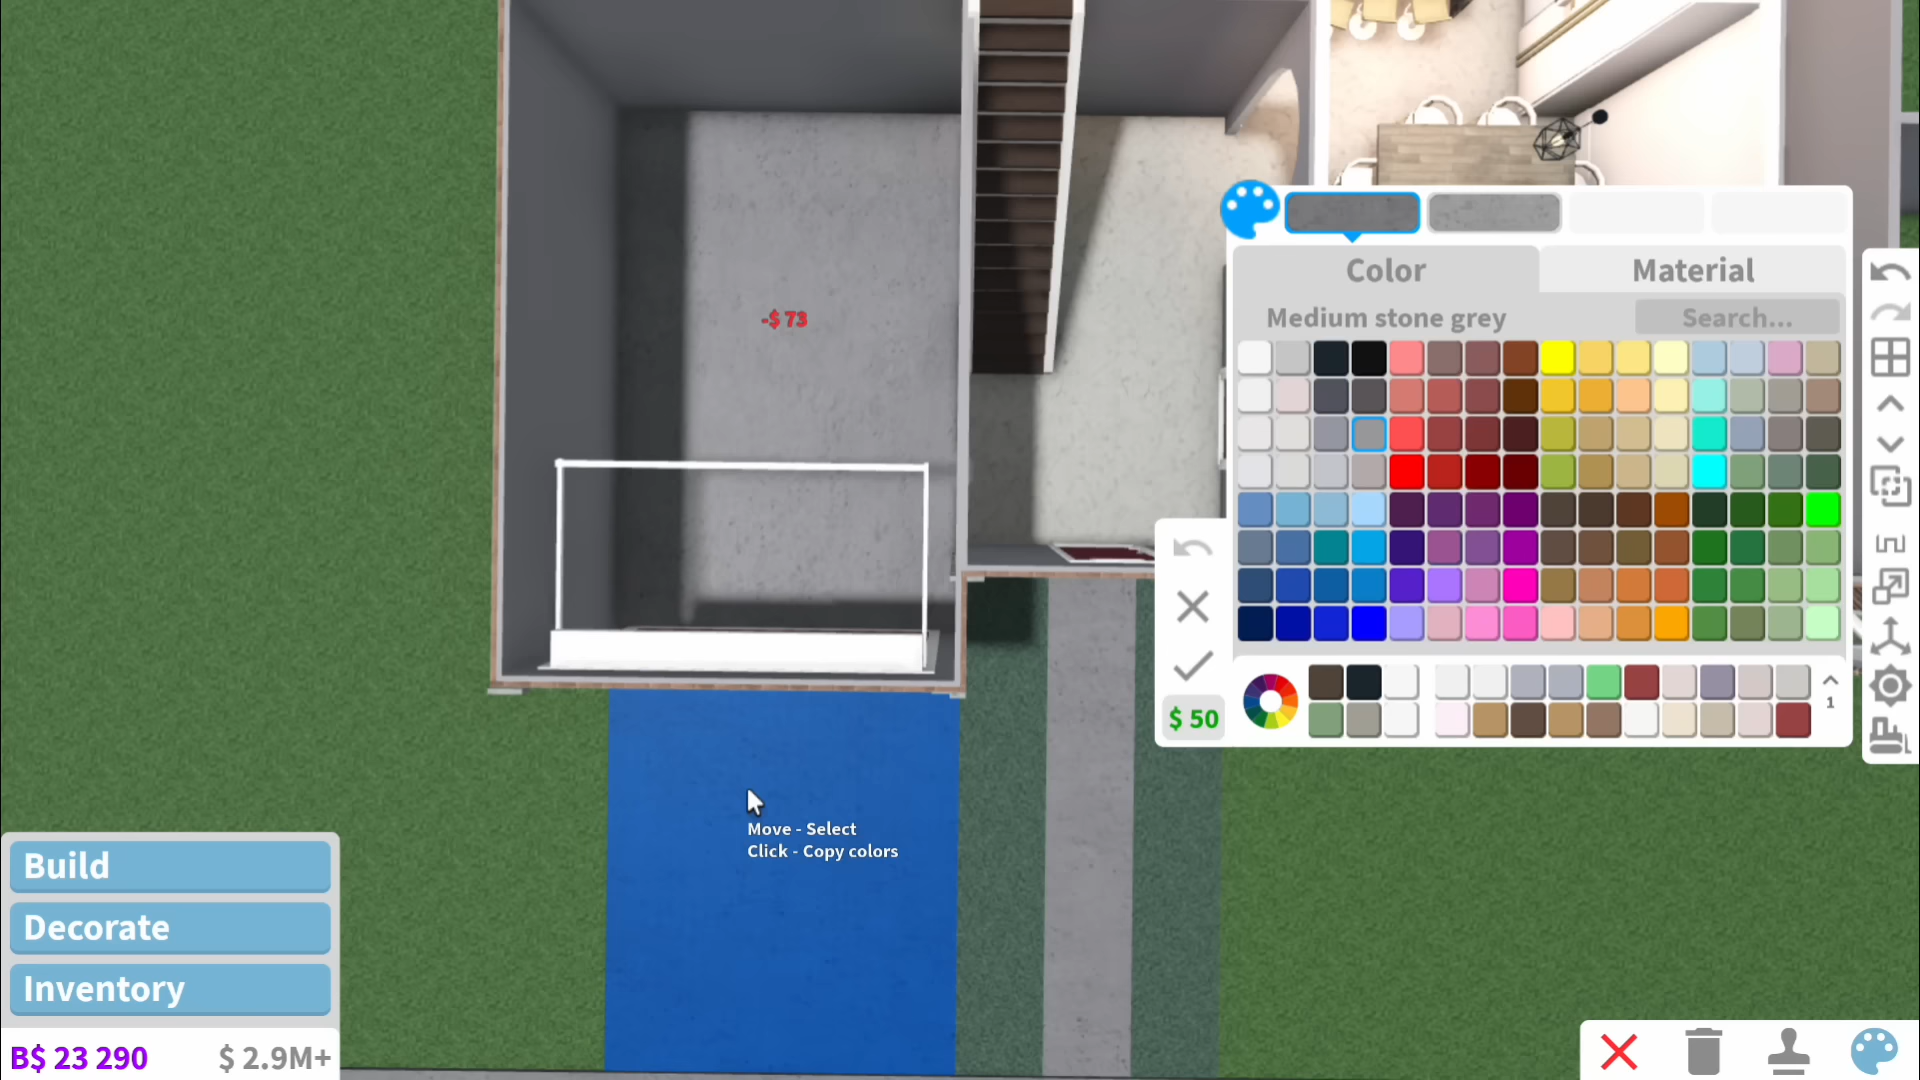 -$ 73
Color
Material
Medium stone grey
Search...
Move - Select
Click - Copy colors
$ 50
1
Build
Decorate
Inventory
B$ 23 290
$ 2.9M+